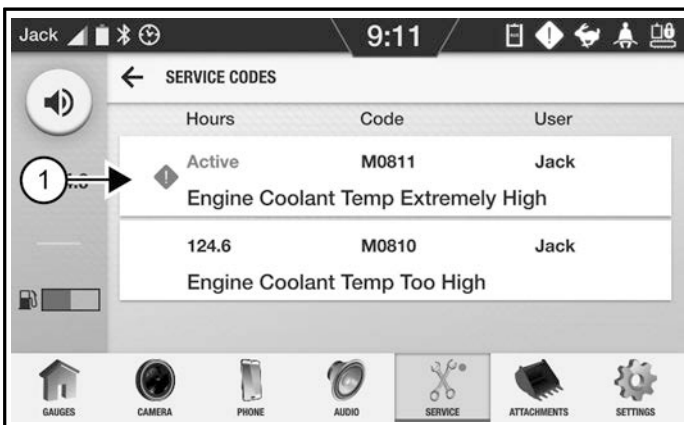 Jack 9:11
SERVICE CODES
Hours Code User
Active M0811 Jack
Engine Coolant Temp Extremely High
1
124.6 M0810 Jack
Engine Coolant Temp Too High
GAUGES CAMERA PHONE AUDIO SERVICE ATTACHMENTS SETTINGS